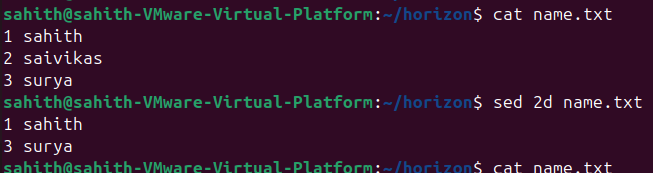 sahith@sahith-VMware-Virtual-Platform:~/horizon$ cat name.txt
1 sahith
2 saivikas
3 surya
sahith@sahith-VMware-Virtual-Platform:~/horizon$ sed 2d name.txt
1 sahith
3 surya
sahith@sahith-VMware-Virtual-Platform:~/horizon$ cat name.txt